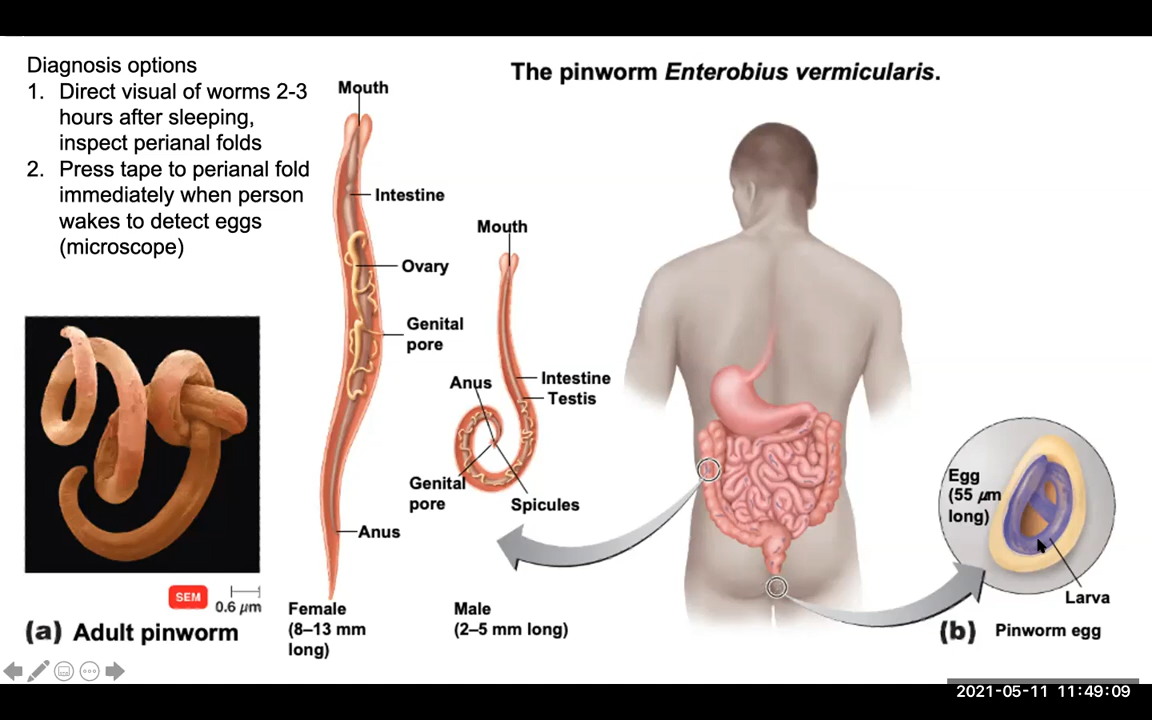 Diagnosis options
1. Direct visual of worms 2-3
hours after sleeping,
inspect perianal folds
2. Press tape to perianal fold
immediately when person
wakes to detect eggs
(microscope)
The pinworm Enterobius vermicularis.
Mouth
Intestine
Ovary
Genital
pore
Anus
Female
(8–13 mm
long)
Mouth
Intestine
Testis
Anus
Genital
pore
Spicules
Male
(2–5 mm long)
SEM
0.6 µm
(a) Adult pinworm
Egg
(55 µm
long)
Larva
(b) Pinworm egg
2021-05-11 11:49:09